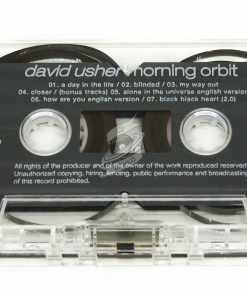 david usher morning orbit
01. a day in the life / 02. blinded / 03. my way out
04. closer / (bonus tracks) 05. alone in the universe english version
06. how are you english version / 07. black black heart (2.0)
All rights of the producer and of the owner of the work reproduced reserved.
Unauthorized copying, hiring, lending, public performance and broadcasting
of this record prohibited.